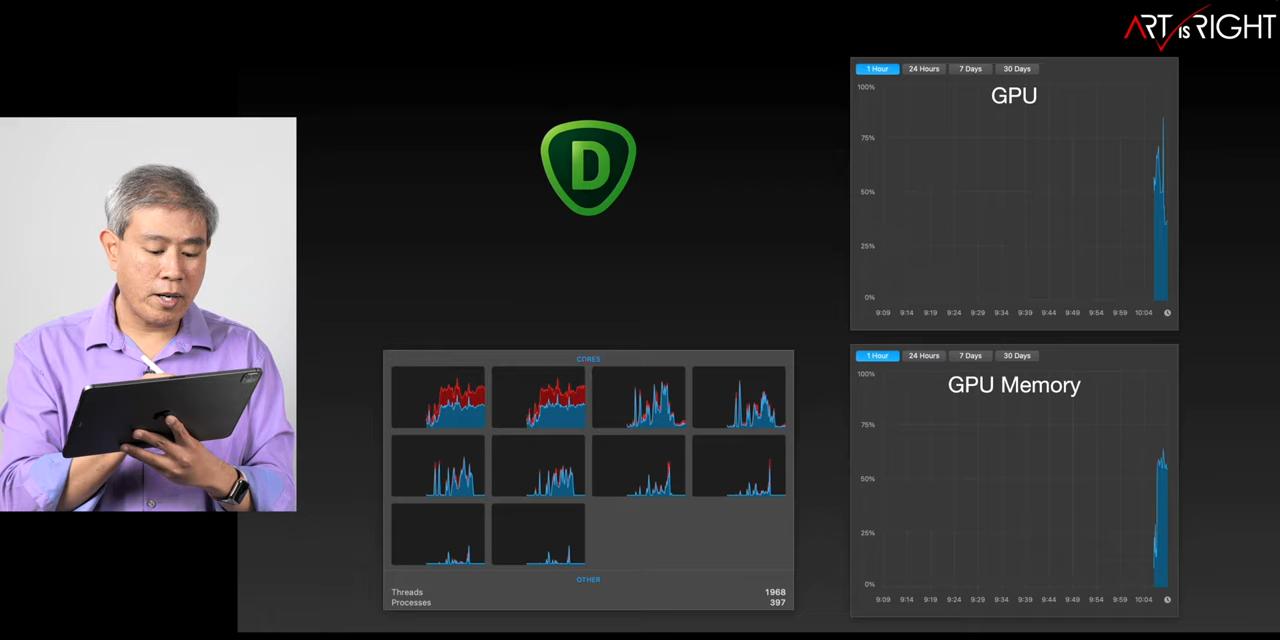 ART IS RIGHT
1 Hour 24 Hours 7 Days 30 Days
GPU
100%
75%
50%
25%
0%
9:09 9:14 9:19 9:24 9:29 9:34 9:39 9:44 9:49 9:54 9:59 10:04
D
CORES
OTHER
Threads 1968
Processes 397
1 Hour 24 Hours 7 Days 30 Days
GPU Memory
100%
75%
50%
25%
0%
9:09 9:14 9:19 9:24 9:29 9:34 9:39 9:44 9:49 9:54 9:59 10:04